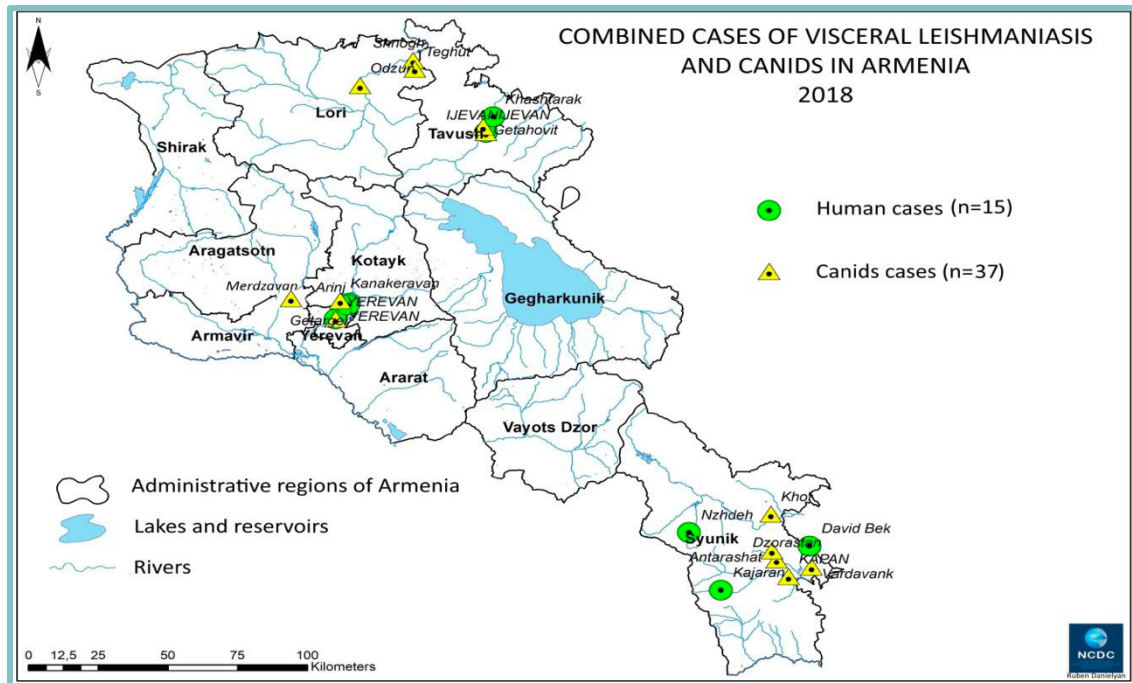 COMBINED CASES OF VISCERAL LEISHMANIASIS
AND CANIDS IN ARMENIA
2018
N
S
Shnogh
Teghut
Odzun
Lori
Khashtarak
IJEVAN
IJEVAN
Getahovit
Tavush
Shirak
Human cases (n=15)
Canids cases (n=37)
Aragatsotn
Kotayk
Merdzavan
Arinj
Kanakeravan
YEREVAN
YEREVAN
Gegharkunik
Armavir
Yerevan
Ararat
Vayots Dzor
Administrative regions of Armenia
Lakes and reservoirs
Rivers
Khot
Nzhdeh
David Bek
Syunik
Dzorastan
Antarashat
KAPAN
Kajaran
Vardavank
0 12,5 25 50 75 100
Kilometers
NCDC
Ruben Danielyan